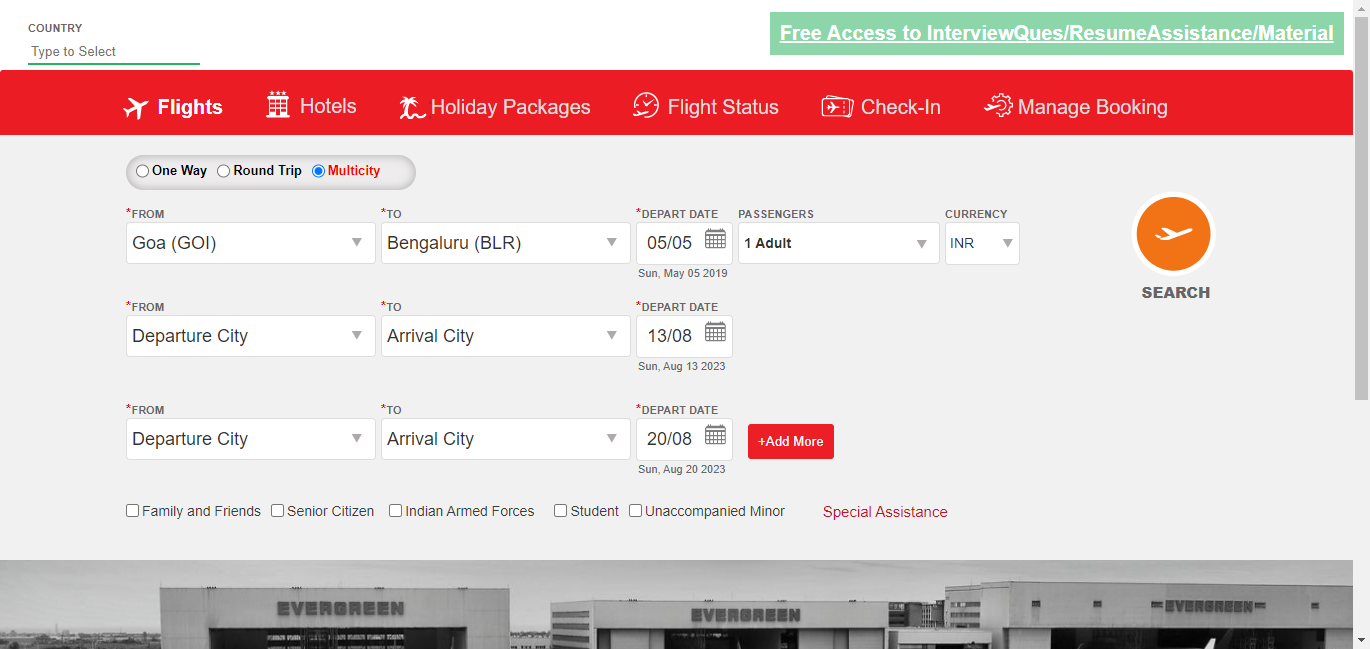 COUNTRY
Type to Select
Free Access to InterviewQues/ResumeAssistance/Material
Flights Hotels Holiday Packages Flight Status Check-In Manage Booking
One Way Round Trip Multicity
*FROM *TO *DEPART DATE PASSENGERS CURRENCY
Goa (GOI) Bengaluru (BLR) 05/05 1 Adult INR
Sun, May 05 2019
SEARCH
*FROM *TO *DEPART DATE
Departure City Arrival City 13/08
Sun, Aug 13 2023
*FROM *TO *DEPART DATE
Departure City Arrival City 20/08 +Add More
Sun, Aug 20 2023
Family and Friends Senior Citizen Indian Armed Forces Student Unaccompanied Minor Special Assistance
EVERGREEN EVERGREEN EVERGREEN